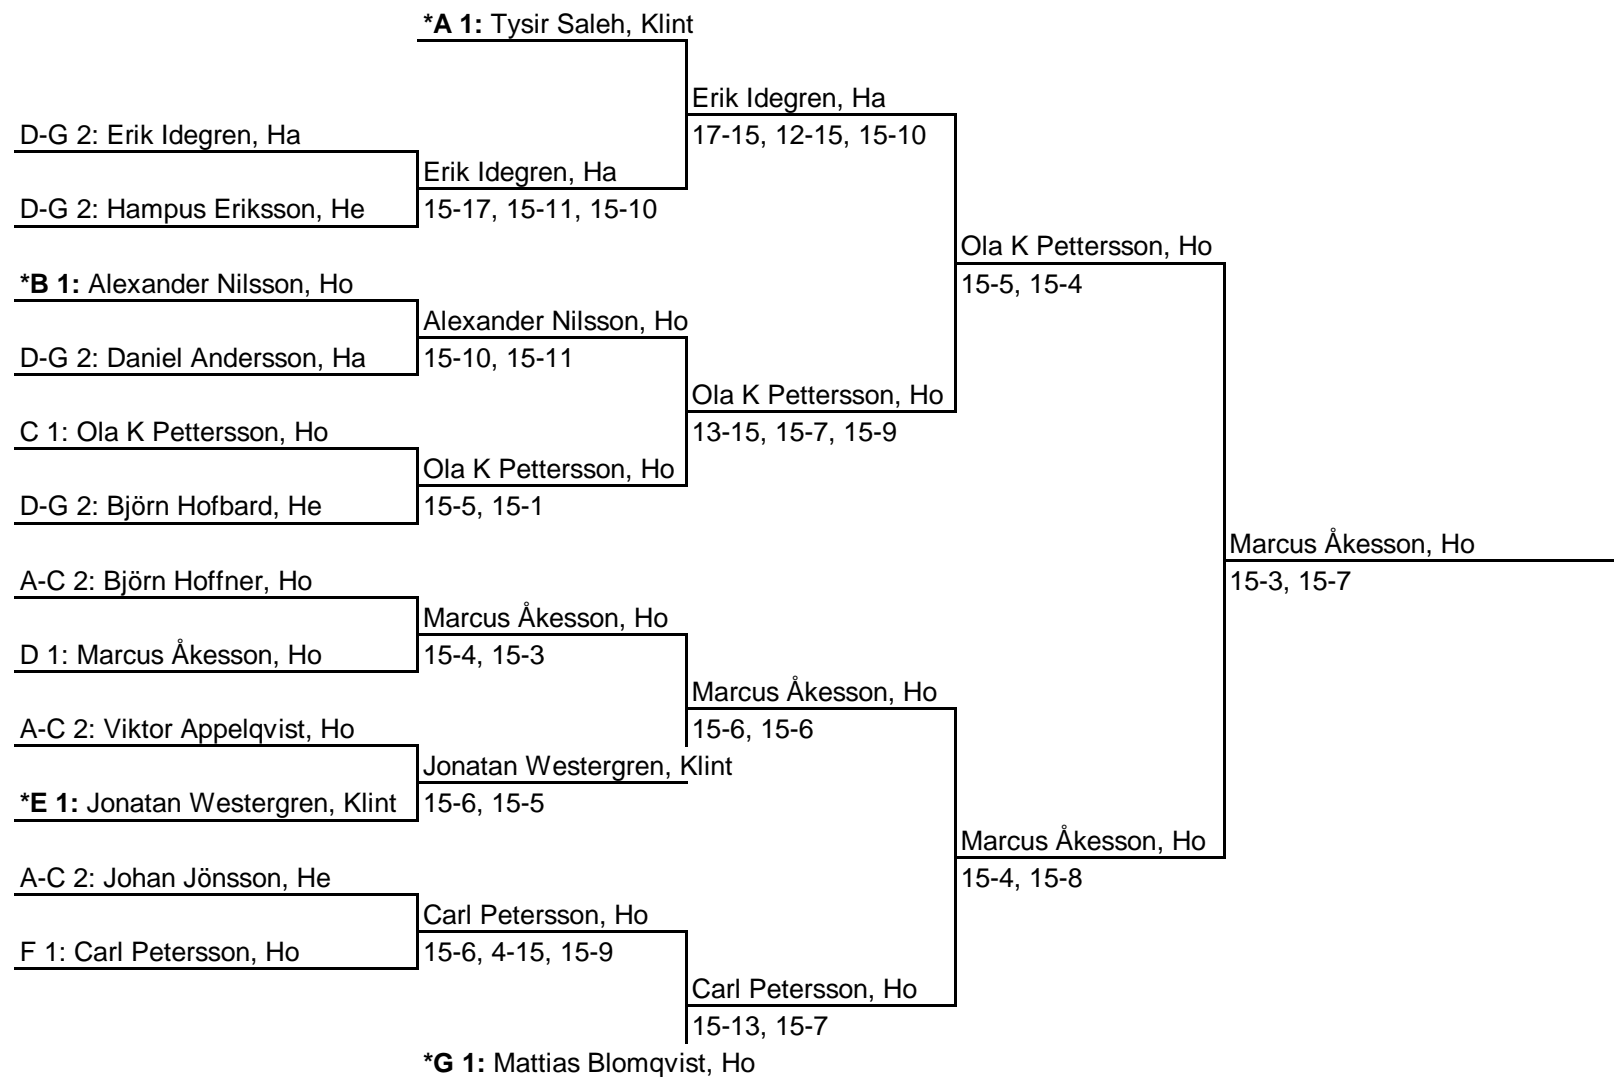 *A 1: Tysir Saleh, Klint
Erik Idegren, Ha
D-G 2: Erik Idegren, Ha
17-15, 12-15, 15-10
Erik Idegren, Ha
D-G 2: Hampus Eriksson, He
15-17, 15-11, 15-10
Ola K Pettersson, Ho
*B 1: Alexander Nilsson, Ho
15-5, 15-4
Alexander Nilsson, Ho
D-G 2: Daniel Andersson, Ha
15-10, 15-11
Ola K Pettersson, Ho
C 1: Ola K Pettersson, Ho
13-15, 15-7, 15-9
Ola K Pettersson, Ho
D-G 2: Björn Hofbard, He
15-5, 15-1
Marcus Åkesson, Ho
A-C 2: Björn Hoffner, Ho
15-3, 15-7
Marcus Åkesson, Ho
D 1: Marcus Åkesson, Ho
15-4, 15-3
Marcus Åkesson, Ho
A-C 2: Viktor Appelqvist, Ho
15-6, 15-6
Jonatan Westergren, Klint
*E 1: Jonatan Westergren, Klint
15-6, 15-5
Marcus Åkesson, Ho
A-C 2: Johan Jönsson, He
15-4, 15-8
Carl Petersson, Ho
F 1: Carl Petersson, Ho
15-6, 4-15, 15-9
Carl Petersson, Ho
15-13, 15-7
*G 1: Mattias Blomqvist, Ho